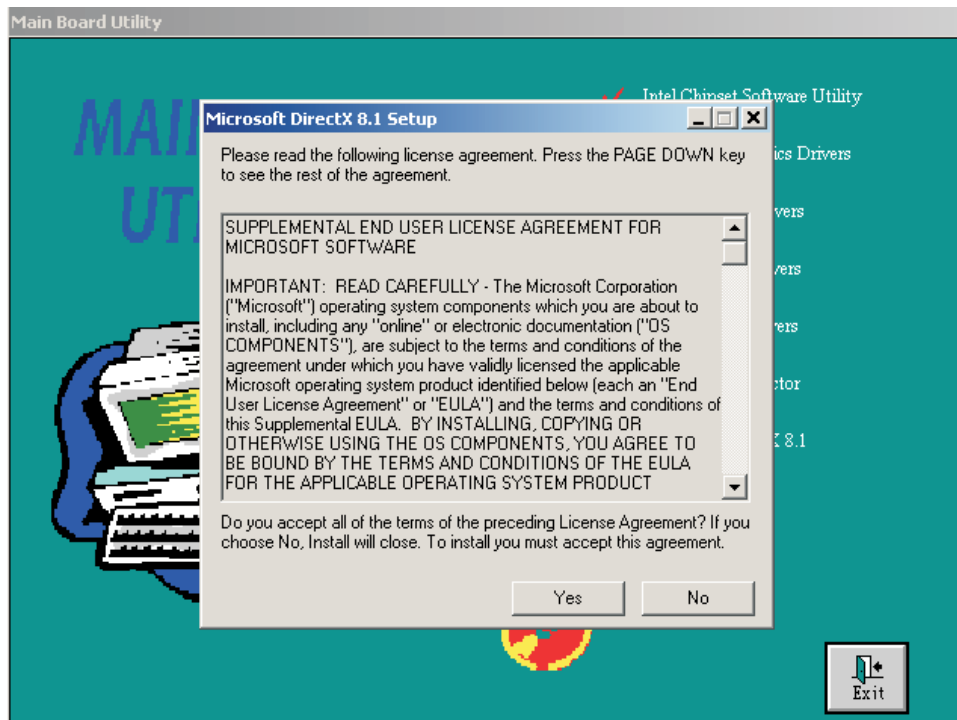 Main Board Utility
MAI
UT
Intel Chipset Software Utility
ics Drivers
vers
vers
vers
ctor
8.1
Microsoft DirectX 8.1 Setup
Please read the following license agreement. Press the PAGE DOWN key
to see the rest of the agreement.
SUPPLEMENTAL END USER LICENSE AGREEMENT FOR
MICROSOFT SOFTWARE
IMPORTANT:  READ CAREFULLY - The Microsoft Corporation
("Microsoft") operating system components which you are about to
install, including any "online" or electronic documentation ("OS
COMPONENTS"), are subject to the terms and conditions of the
agreement under which you have validly licensed the applicable
Microsoft operating system product identified below (each an "End
User License Agreement" or "EULA") and the terms and conditions of
this Supplemental EULA.  BY INSTALLING, COPYING OR
OTHERWISE USING THE OS COMPONENTS, YOU AGREE TO
BE BOUND BY THE TERMS AND CONDITIONS OF THE EULA
FOR THE APPLICABLE OPERATING SYSTEM PRODUCT
Do you accept all of the terms of the preceding License Agreement? If you
choose No, Install will close. To install you must accept this agreement.
Yes
No
Exit